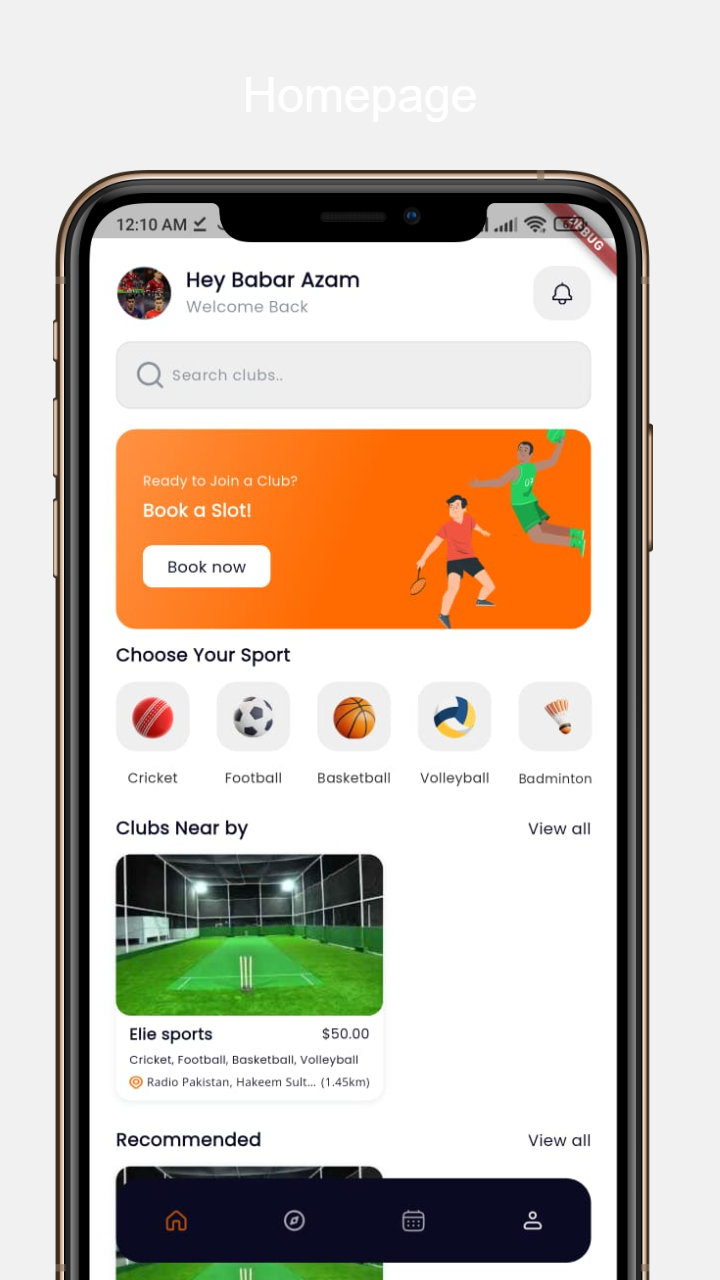 Homepage
12:10 AM
DEBUG
Hey Babar Azam
Welcome Back
Search clubs..
Ready to Join a Club?
Book a Slot!
Book now
Choose Your Sport
Cricket
Football
Basketball
Volleyball
Badminton
Clubs Near by
View all
Elie sports
$50.00
Cricket, Football, Basketball, Volleyball
Radio Pakistan, Hakeem Sult... (1.45km)
Recommended
View all